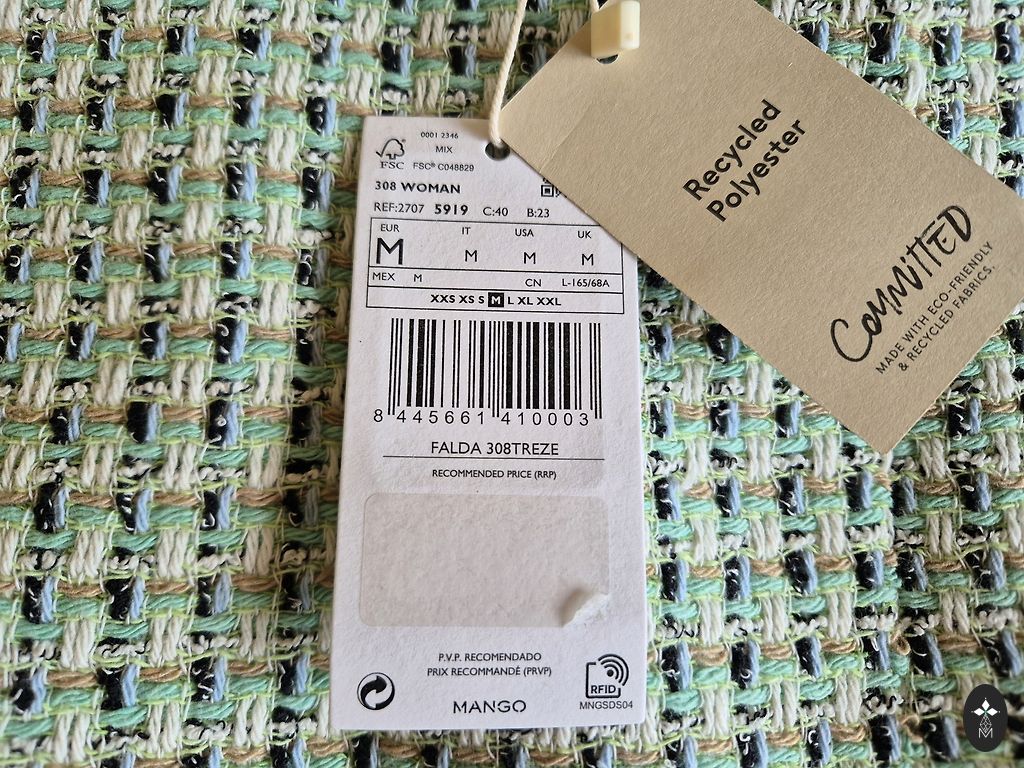 0001 2346
MIX
FSC FSC® C048829
308 WOMAN
REF:2707 5919 C:40 B:23
EUR IT USA UK
M M M M
MEX M CN L-165/68A
XXS XS S M L XL XXL
8 445661 410003
FALDA 308TREZE
RECOMMENDED PRICE (RRP)
P.V.P. RECOMENDADO
PRIX RECOMMANDÉ (PRVP)
RFID
MANGO
MNGSDS04
Recycled
Polyester
COMMITTED
MADE WITH ECO-FRIENDLY
& RECYCLED FABRICS.
M